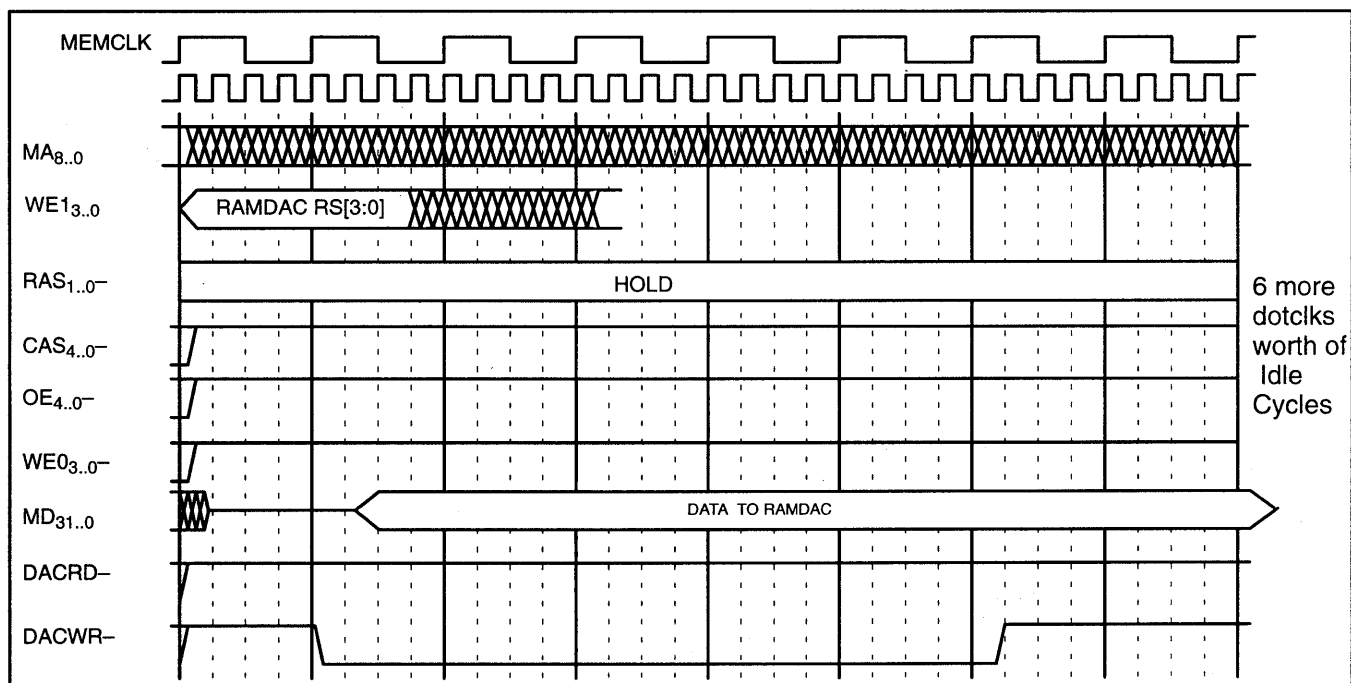 MEMCLK
MA8..0
WE13..0
RAMDAC RS[3:0]
RAS1..0–
HOLD
CAS4..0–
OE4..0–
WE03..0–
MD31..0
DATA TO RAMDAC
DACRD–
DACWR–
6 more
dotclks
worth of
Idle
Cycles